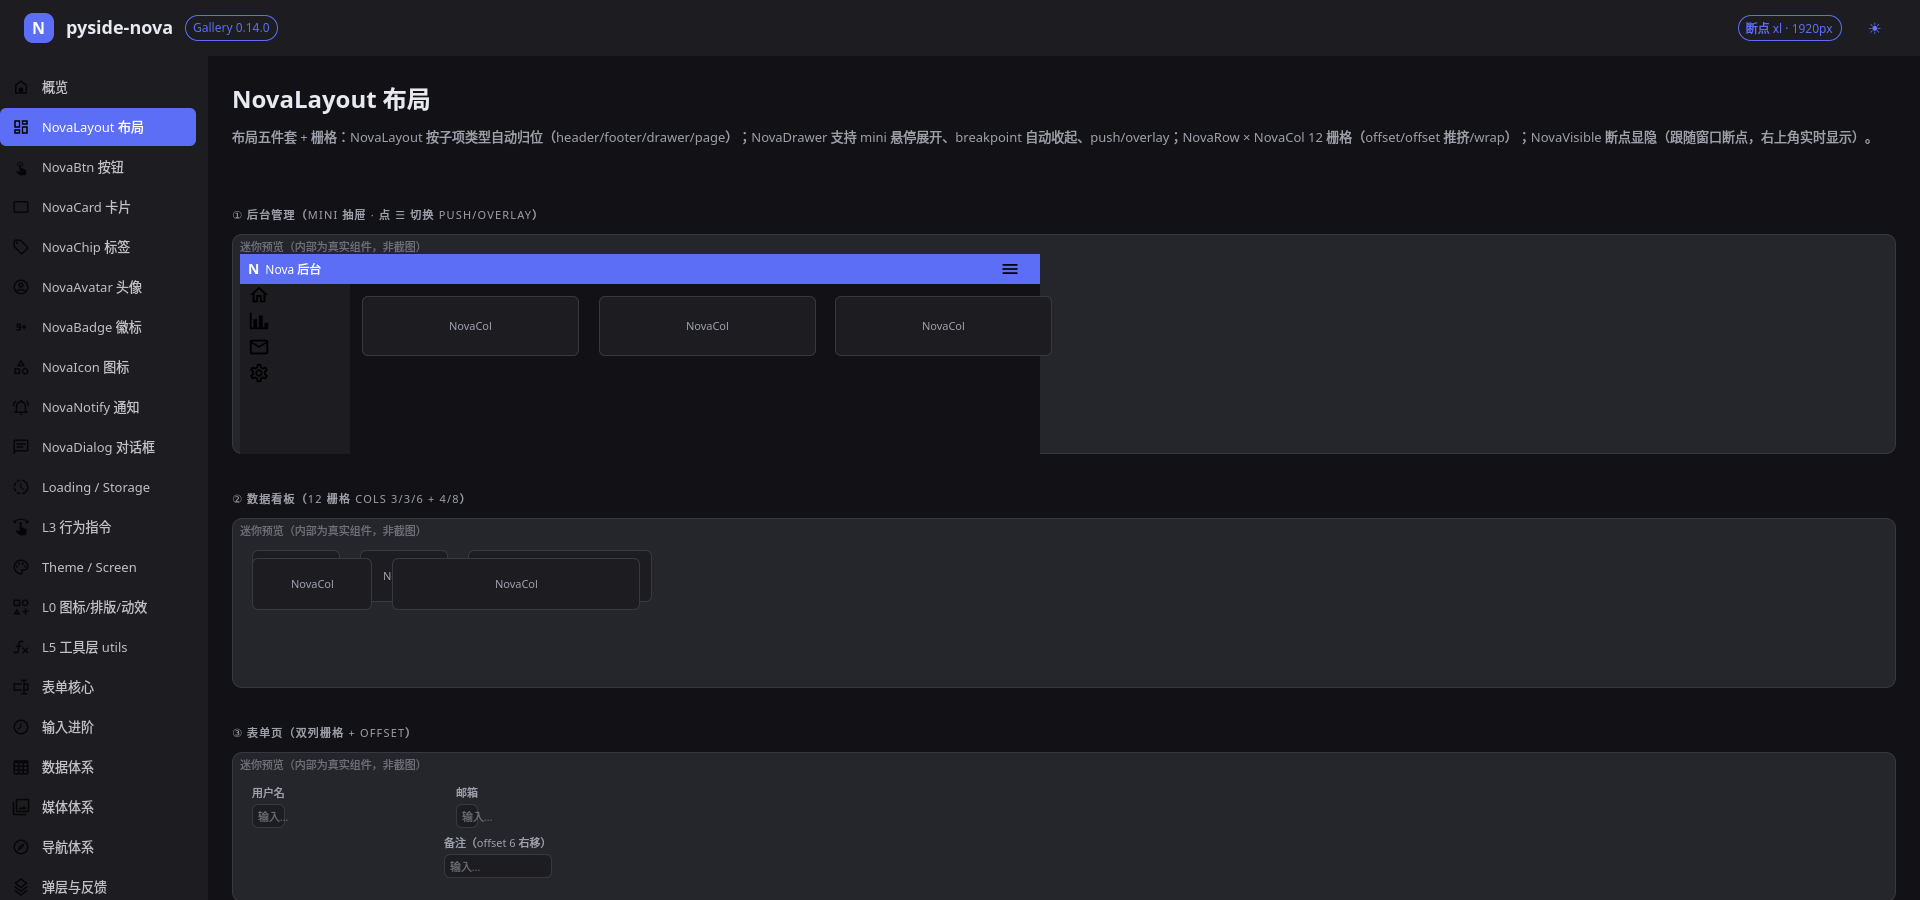 N pyside-nova Gallery 0.14.0 断点 xl · 1920px
概览
NovaLayout 布局
NovaBtn 按钮
NovaCard 卡片
NovaChip 标签
NovaAvatar 头像
NovaBadge 徽标
NovaIcon 图标
NovaNotify 通知
NovaDialog 对话框
Loading / Storage
L3 行为指令
Theme / Screen
L0 图标/排版/动效
L5 工具层 utils
表单核心
输入进阶
数据体系
媒体体系
导航体系
弹层与反馈
NovaLayout 布局
布局五件套 + 栅格：NovaLayout 按子项类型自动归位（header/footer/drawer/page）；NovaDrawer 支持 mini 悬停展开、breakpoint 自动收起、push/overlay；NovaRow × NovaCol 12 栅格（offset/offset 推挤/wrap）；NovaVisible 断点显隐（跟随窗口断点，右上角实时显示）。
① 后台管理（MINI 抽屉 · 点 ☰ 切换 PUSH/OVERLAY）
迷你预览（内部为真实组件，非截图）
N Nova 后台
NovaCol NovaCol NovaCol
② 数据看板（12 栅格 COLS 3/3/6 + 4/8）
迷你预览（内部为真实组件，非截图）
N
NovaCol NovaCol
③ 表单页（双列栅格 + OFFSET）
迷你预览（内部为真实组件，非截图）
用户名 邮箱
输入... 输入...
备注（offset 6 右移）
输入...